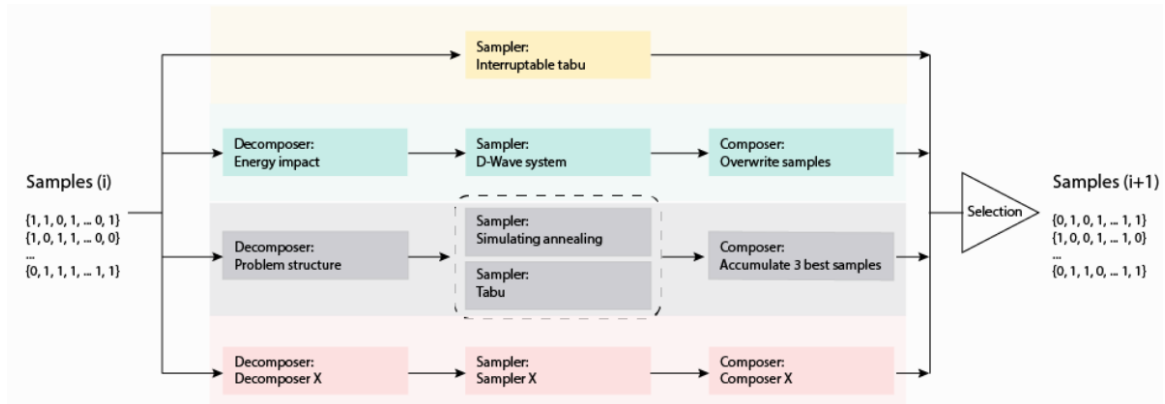 Sampler:
Interruptable tabu
Decomposer:
Energy impact
Sampler:
D-Wave system
Composer:
Overwrite samples
Samples (i)
{1, 1, 0, 1, ... 0, 1}
{1, 0, 1, 1, ... 0, 0}
...
{0, 1, 1, 1, ... 1, 1}
Decomposer:
Problem structure
Sampler:
Simulating annealing
Sampler:
Tabu
Composer:
Accumulate 3 best samples
Decomposer:
Decomposer X
Sampler:
Sampler X
Composer:
Composer X
Selection
Samples (i+1)
{0, 1, 0, 1, ... 1, 1}
{1, 0, 0, 1, ... 1, 0}
...
{0, 1, 1, 0, ... 1, 1}